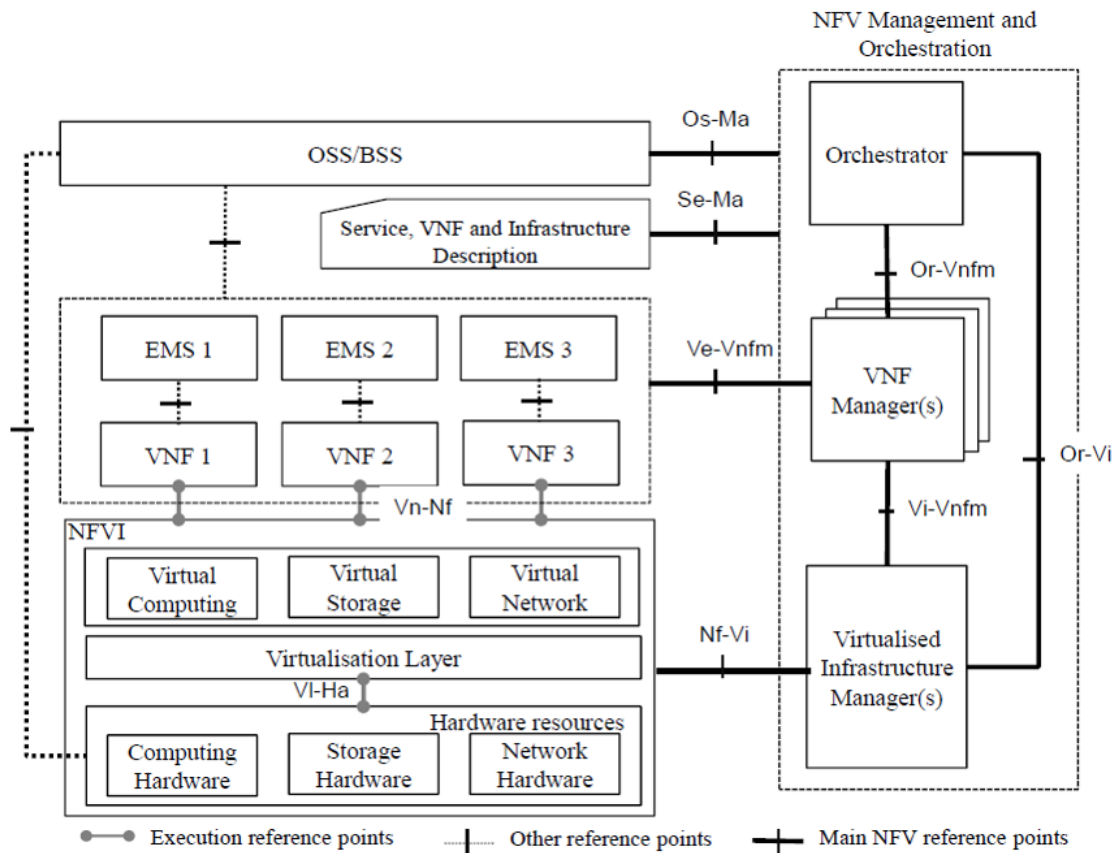 NFV Management and
Orchestration
Os-Ma
OSS/BSS
Orchestrator
Se-Ma
Service, VNF and Infrastructure
Description
Or-Vnfm
EMS 1
EMS 2
EMS 3
Ve-Vnfm
VNF
Manager(s)
VNF 1
VNF 2
VNF 3
Or-Vi
Vn-Nf
Vi-Vnfm
NFVI
Virtual
Computing
Virtual
Storage
Virtual
Network
Nf-Vi
Virtualised
Infrastructure
Manager(s)
Virtualisation Layer
Vl-Ha
Hardware resources
Computing
Hardware
Storage
Hardware
Network
Hardware
Execution reference points
Other reference points
Main NFV reference points